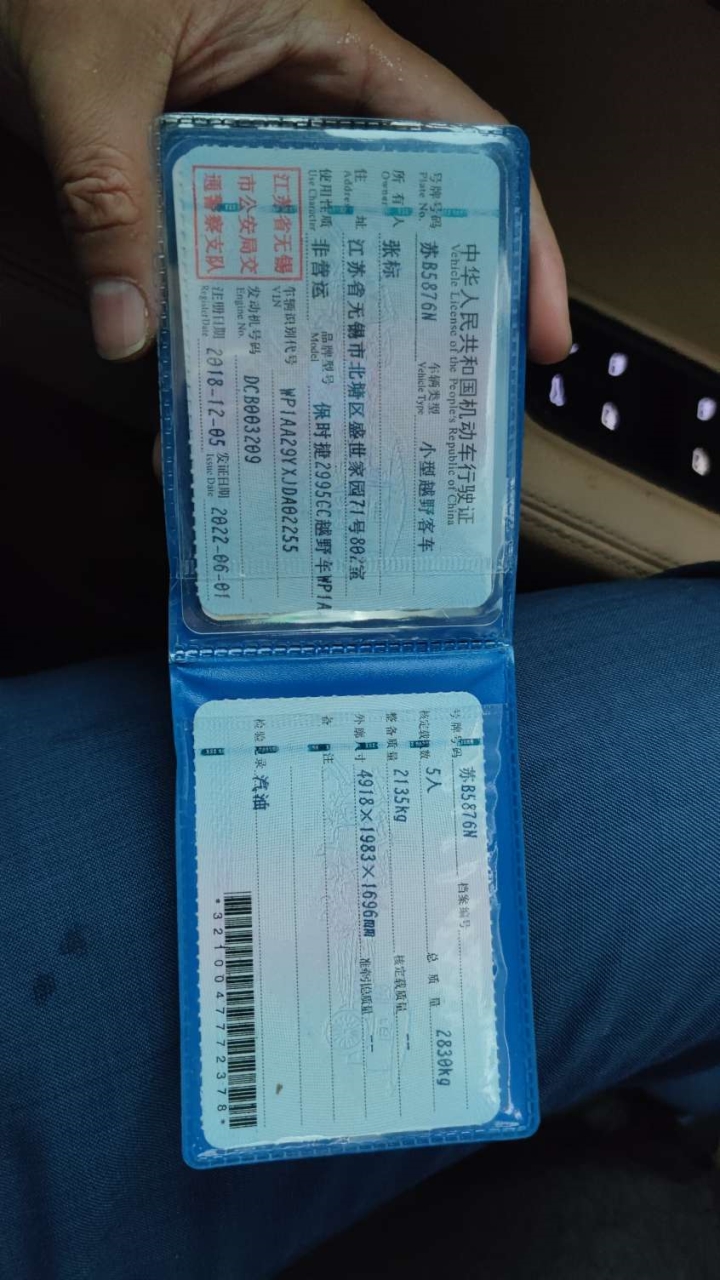 中华人民共和国机动车行驶证
Vehicle License of the People's Republic of China
号牌号码 苏B5876N 车辆类型 小型越野客车
Plate No. Vehicle Type
所有人 张标
Owner
住址 江苏省无锡市北塘区盛世家园71号802室
Address
使用性质 非营运 品牌型号 保时捷2995CC越野车WP1A
Use Character Model
江苏省无锡
市公安局交
通警察支队
车辆识别代号 WP1AA29YXJDA02255
VIN
发动机号码 DCB003209
Engine No.
注册日期 2018-12-05 发证日期 2022-06-01
Register Date Issue Date
号牌号码 苏B5876N 档案编号
核定载人数 5人 总质量 2830kg
整备质量 2135kg 核定载质量 --
外廓尺寸 4918×1983×1696mm 准牵引总质量 --
备注
检验记录 汽油
*3210047772378*